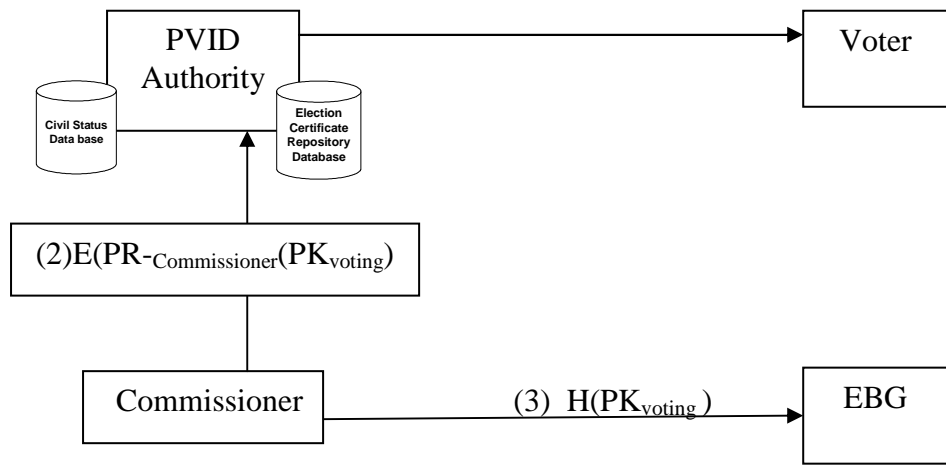 PVID
Authority
Voter
Civil Status
Data base
Election
Certificate
Repository
Database
(2)E(PR-Commissioner(PKvoting)
Commissioner
(3) H(PKvoting )
EBG